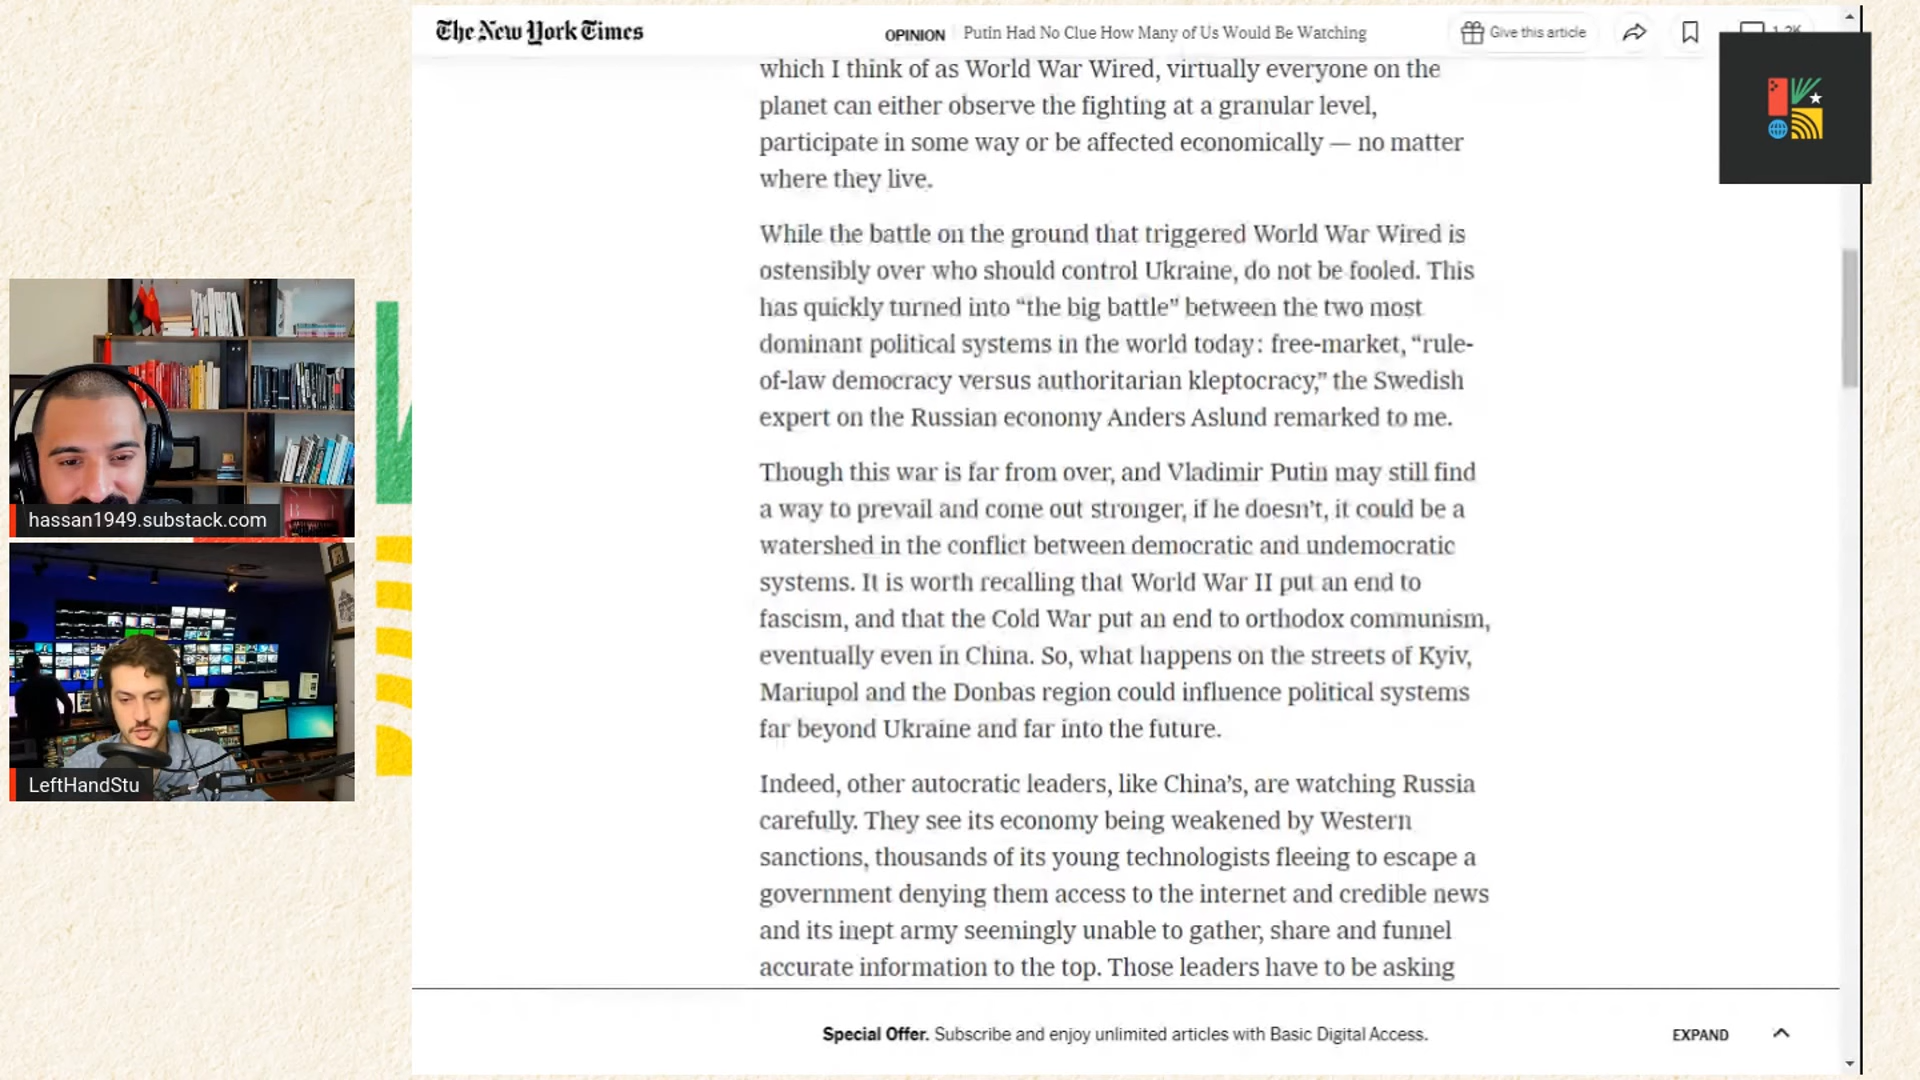 The New York Times
OPINION Putin Had No Clue How Many of Us Would Be Watching
Give this article
which I think of as World War Wired, virtually everyone on the
planet can either observe the fighting at a granular level,
participate in some way or be affected economically — no matter
where they live.
While the battle on the ground that triggered World War Wired is
ostensibly over who should control Ukraine, do not be fooled. This
has quickly turned into “the big battle” between the two most
dominant political systems in the world today: free-market, “rule-
of-law democracy versus authoritarian kleptocracy,” the Swedish
expert on the Russian economy Anders Aslund remarked to me.
Though this war is far from over, and Vladimir Putin may still find
a way to prevail and come out stronger, if he doesn’t, it could be a
watershed in the conflict between democratic and undemocratic
systems. It is worth recalling that World War II put an end to
fascism, and that the Cold War put an end to orthodox communism,
eventually even in China. So, what happens on the streets of Kyiv,
Mariupol and the Donbas region could influence political systems
far beyond Ukraine and far into the future.
Indeed, other autocratic leaders, like China’s, are watching Russia
carefully. They see its economy being weakened by Western
sanctions, thousands of its young technologists fleeing to escape a
government denying them access to the internet and credible news
and its inept army seemingly unable to gather, share and funnel
accurate information to the top. Those leaders have to be asking
Special Offer. Subscribe and enjoy unlimited articles with Basic Digital Access.
EXPAND
hassan1949.substack.com
LeftHandStu